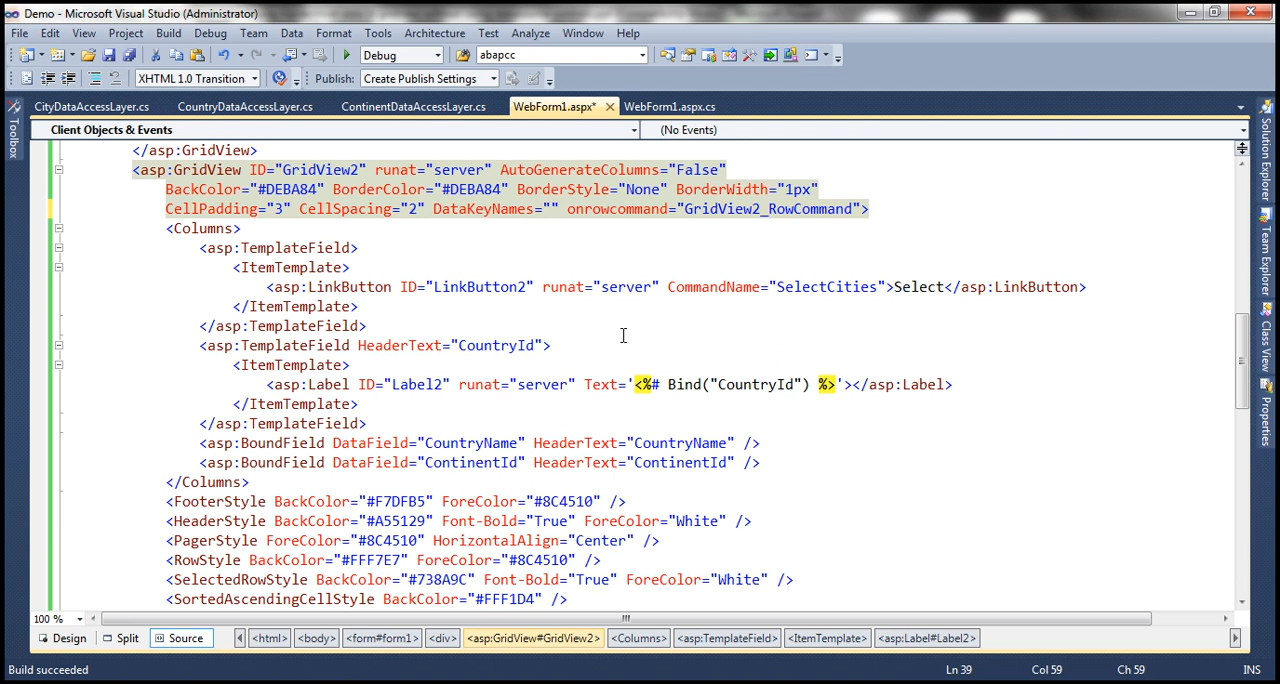 Demo - Microsoft Visual Studio (Administrator)
File Edit View Project Build Debug Team Data Format Tools Architecture Test Analyze Window Help
Debug abapcc
XHTML 1.0 Transition Publish: Create Publish Settings
CityDataAccessLayer.cs CountryDataAccessLayer.cs ContinentDataAccessLayer.cs WebForm1.aspx* WebForm1.aspx.cs
Client Objects & Events (No Events)
</asp:GridView>
<asp:GridView ID="GridView2" runat="server" AutoGenerateColumns="False"
BackColor="#DEBA84" BorderColor="#DEBA84" BorderStyle="None" BorderWidth="1px"
CellPadding="3" CellSpacing="2" DataKeyNames="" onrowcommand="GridView2_RowCommand">
<Columns>
<asp:TemplateField>
<ItemTemplate>
<asp:LinkButton ID="LinkButton2" runat="server" CommandName="SelectCities">Select</asp:LinkButton>
</ItemTemplate>
</asp:TemplateField>
<asp:TemplateField HeaderText="CountryId">
<ItemTemplate>
<asp:Label ID="Label2" runat="server" Text='<%# Bind("CountryId") %>'></asp:Label>
</ItemTemplate>
</asp:TemplateField>
<asp:BoundField DataField="CountryName" HeaderText="CountryName" />
<asp:BoundField DataField="ContinentId" HeaderText="ContinentId" />
</Columns>
<FooterStyle BackColor="#F7DFB5" ForeColor="#8C4510" />
<HeaderStyle BackColor="#A55129" Font-Bold="True" ForeColor="White" />
<PagerStyle ForeColor="#8C4510" HorizontalAlign="Center" />
<RowStyle BackColor="#FFF7E7" ForeColor="#8C4510" />
<SelectedRowStyle BackColor="#738A9C" Font-Bold="True" ForeColor="White" />
<SortedAscendingCellStyle BackColor="#FFF1D4" />
100 %
Design Split Source <html> <body> <form#form1> <div> <asp:GridView#GridView2> <Columns> <asp:TemplateField> <ItemTemplate> <asp:Label#Label2>
Build succeeded Ln 39 Col 59 Ch 59 INS
Toolbox
Solution Explorer
Team Explorer
Class View
Properties